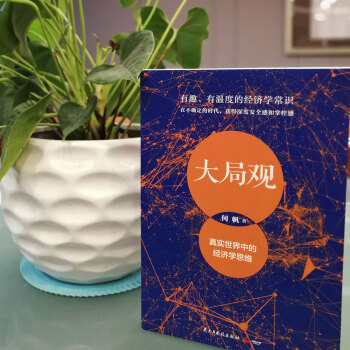 有趣、有温度的经济学常识
在不确定的时代，获得深度安全感和掌控感
大局观
何帆 著
真实世界中的
经济学思维